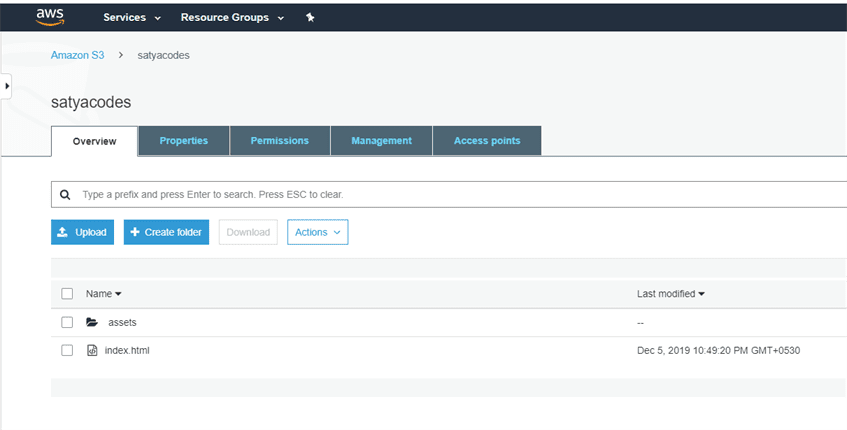 aws Services Resource Groups
Amazon S3 > satyacodes
satyacodes
Overview Properties Permissions Management Access points
Type a prefix and press Enter to search. Press ESC to clear.
Upload Create folder Download Actions
Name Last modified
assets --
index.html Dec 5, 2019 10:49:20 PM GMT+0530